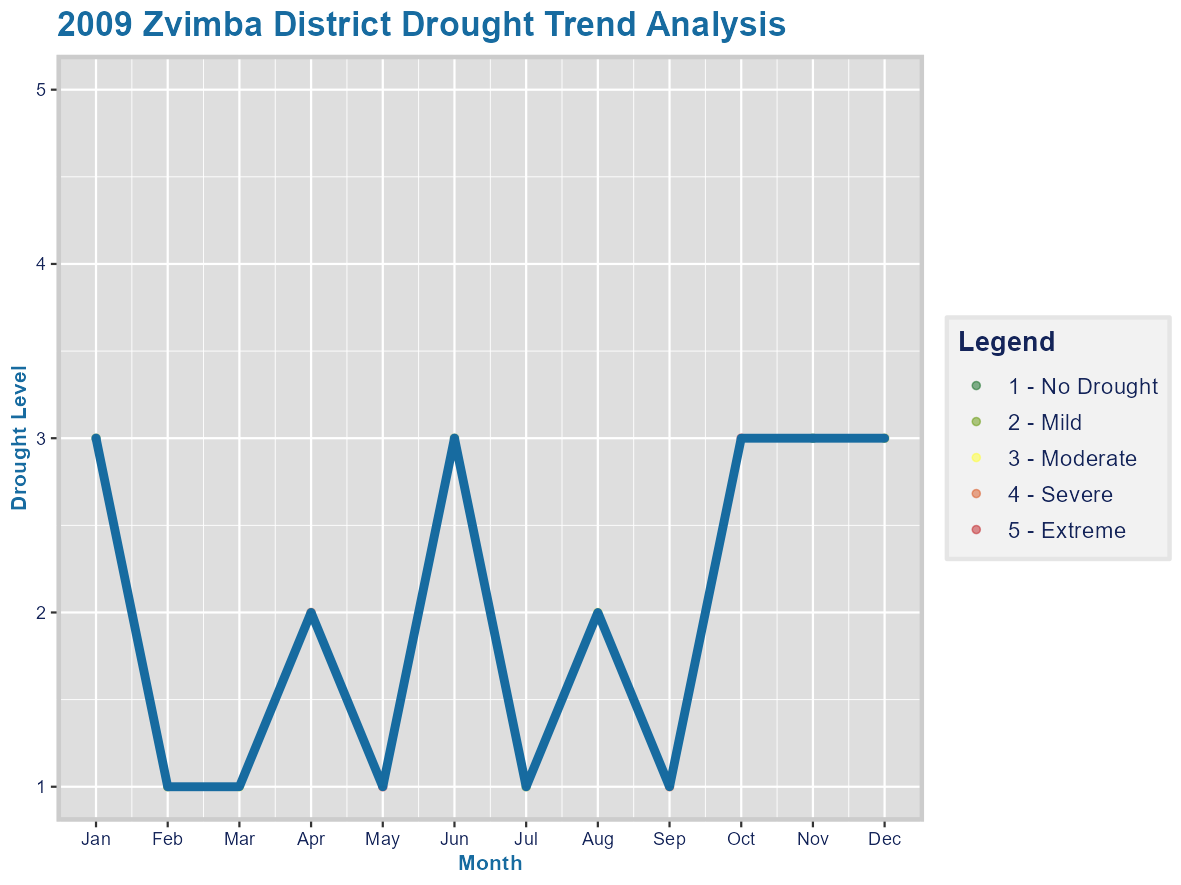 2009 Zvimba District Drought Trend Analysis
5
4
3
2
1
Drought Level
Jan Feb Mar Apr May Jun Jul Aug Sep Oct Nov Dec
Month
Legend
1 - No Drought
2 - Mild
3 - Moderate
4 - Severe
5 - Extreme